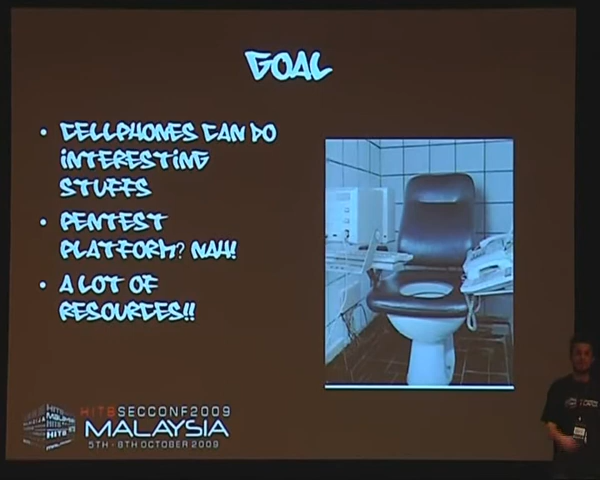 GOAL
• CELLPHONES CAN DO
INTERESTING
STUFFS
• PENTEST
PLATFORM? NAH!
• A LOT OF
RESOURCES!!
HITBSECCONF2009
MALAYSIA
5TH - 8TH OCTOBER 2009